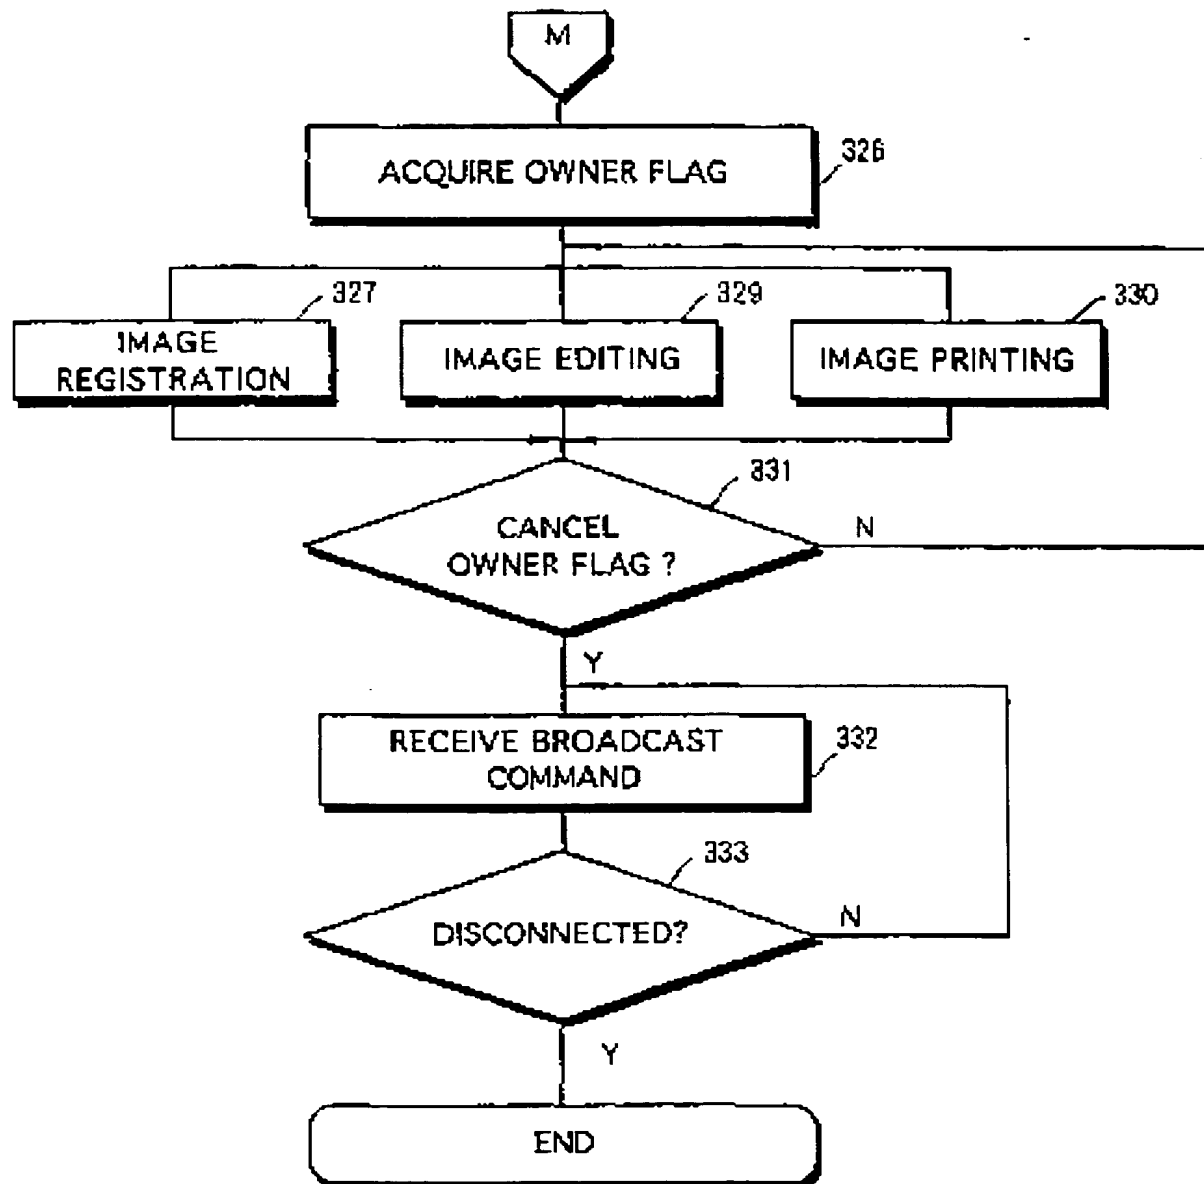 M
ACQUIRE OWNER FLAG
326
327
329
330
IMAGE
REGISTRATION
IMAGE EDITING
IMAGE PRINTING
331
CANCEL
OWNER FLAG ?
N
Y
RECEIVE BROADCAST
COMMAND
332
333
DISCONNECTED?
N
Y
END